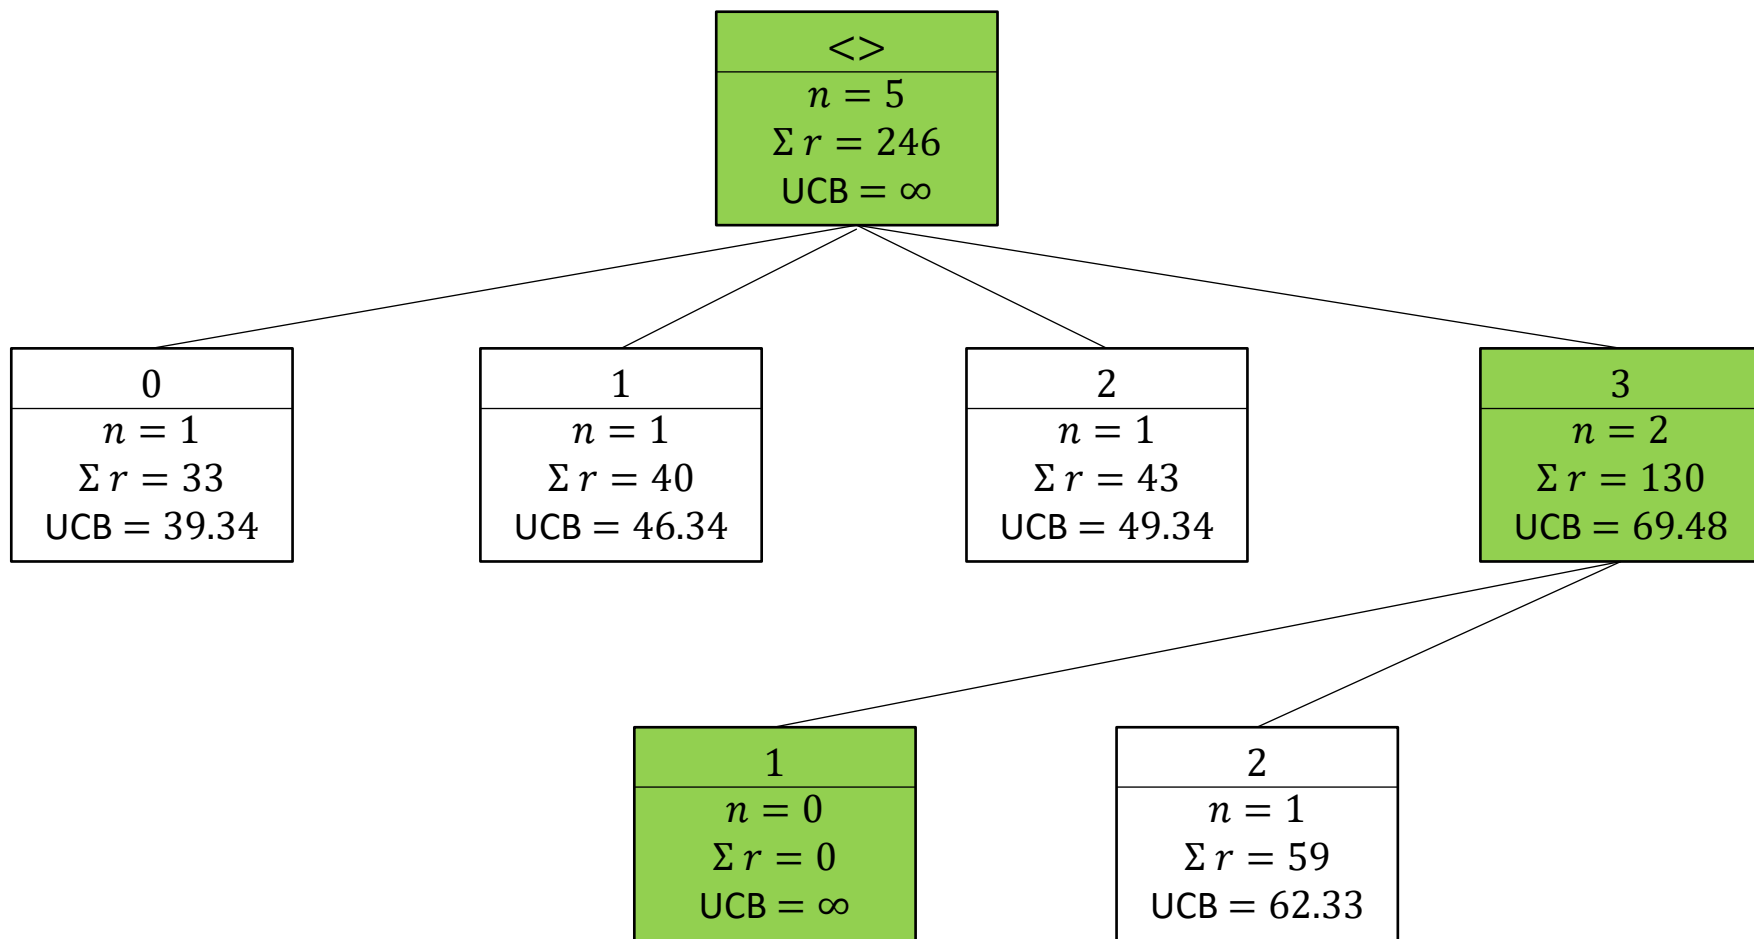 <>
n = 5
Σ r = 246
UCB = ∞
0
n = 1
Σ r = 33
UCB = 39.34
1
n = 1
Σ r = 40
UCB = 46.34
2
n = 1
Σ r = 43
UCB = 49.34
3
n = 2
Σ r = 130
UCB = 69.48
1
n = 0
Σ r = 0
UCB = ∞
2
n = 1
Σ r = 59
UCB = 62.33